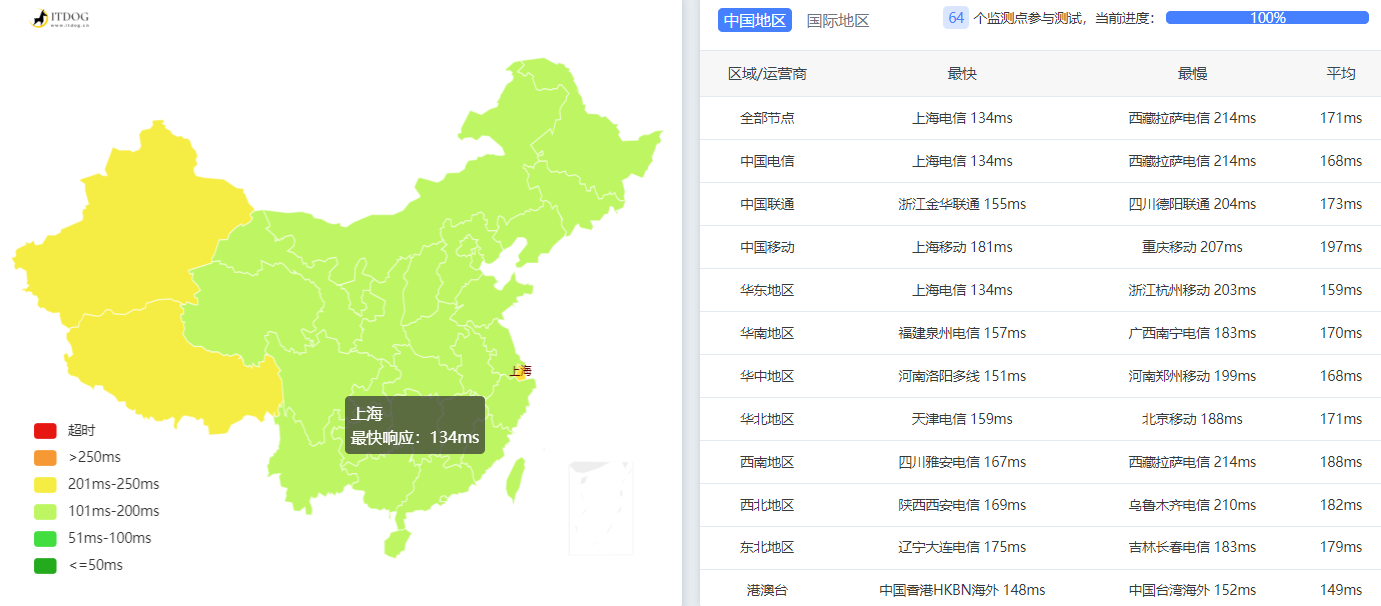 ITDOG
www.itdog.cn
上海
上海
最快响应：134ms
超时
>250ms
201ms-250ms
101ms-200ms
51ms-100ms
<=50ms
中国地区 国际地区 64 个监测点参与测试，当前进度： 100%
区域/运营商 最快 最慢 平均
全部节点 上海电信 134ms 西藏拉萨电信 214ms 171ms
中国电信 上海电信 134ms 西藏拉萨电信 214ms 168ms
中国联通 浙江金华联通 155ms 四川德阳联通 204ms 173ms
中国移动 上海移动 181ms 重庆移动 207ms 197ms
华东地区 上海电信 134ms 浙江杭州移动 203ms 159ms
华南地区 福建泉州电信 157ms 广西南宁电信 183ms 170ms
华中地区 河南洛阳多线 151ms 河南郑州移动 199ms 168ms
华北地区 天津电信 159ms 北京移动 188ms 171ms
西南地区 四川雅安电信 167ms 西藏拉萨电信 214ms 188ms
西北地区 陕西西安电信 169ms 乌鲁木齐电信 210ms 182ms
东北地区 辽宁大连电信 175ms 吉林长春电信 183ms 179ms
港澳台 中国香港HKBN海外 148ms 中国台湾海外 152ms 149ms